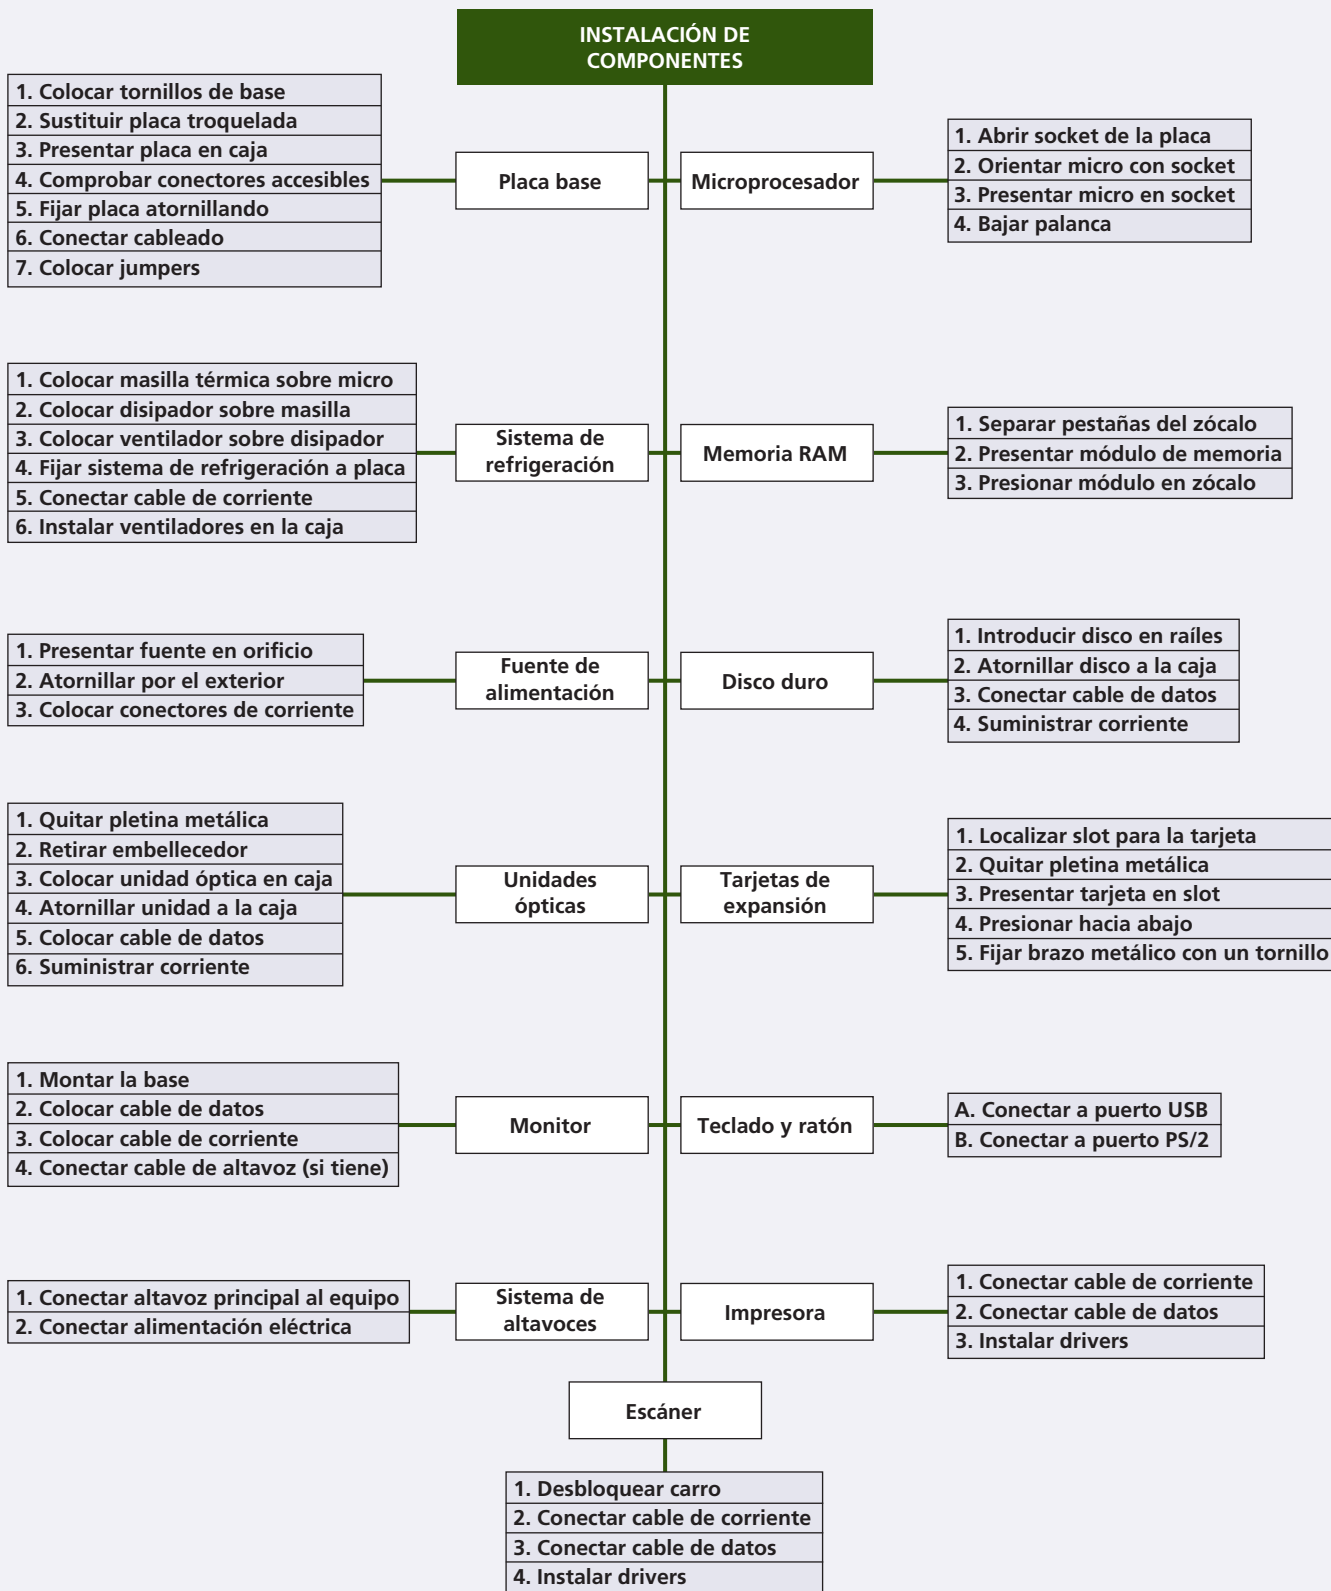 INSTALACIÓN DE
COMPONENTES
1. Colocar tornillos de base
2. Sustituir placa troquelada
3. Presentar placa en caja
4. Comprobar conectores accesibles
5. Fijar placa atornillando
6. Conectar cableado
7. Colocar jumpers
Placa base
Microprocesador
1. Abrir socket de la placa
2. Orientar micro con socket
3. Presentar micro en socket
4. Bajar palanca
1. Colocar masilla térmica sobre micro
2. Colocar disipador sobre masilla
3. Colocar ventilador sobre disipador
4. Fijar sistema de refrigeración a placa
5. Conectar cable de corriente
6. Instalar ventiladores en la caja
Sistema de
refrigeración
Memoria RAM
1. Separar pestañas del zócalo
2. Presentar módulo de memoria
3. Presionar módulo en zócalo
1. Presentar fuente en orificio
2. Atornillar por el exterior
3. Colocar conectores de corriente
Fuente de
alimentación
Disco duro
1. Introducir disco en raíles
2. Atornillar disco a la caja
3. Conectar cable de datos
4. Suministrar corriente
1. Quitar pletina metálica
2. Retirar embellecedor
3. Colocar unidad óptica en caja
4. Atornillar unidad a la caja
5. Colocar cable de datos
6. Suministrar corriente
Unidades
ópticas
Tarjetas de
expansión
1. Localizar slot para la tarjeta
2. Quitar pletina metálica
3. Presentar tarjeta en slot
4. Presionar hacia abajo
5. Fijar brazo metálico con un tornillo
1. Montar la base
2. Colocar cable de datos
3. Colocar cable de corriente
4. Conectar cable de altavoz (si tiene)
Monitor
Teclado y ratón
A. Conectar a puerto USB
B. Conectar a puerto PS/2
1. Conectar altavoz principal al equipo
2. Conectar alimentación eléctrica
Sistema de
altavoces
Impresora
1. Conectar cable de corriente
2. Conectar cable de datos
3. Instalar drivers
Escáner
1. Desbloquear carro
2. Conectar cable de corriente
3. Conectar cable de datos
4. Instalar drivers